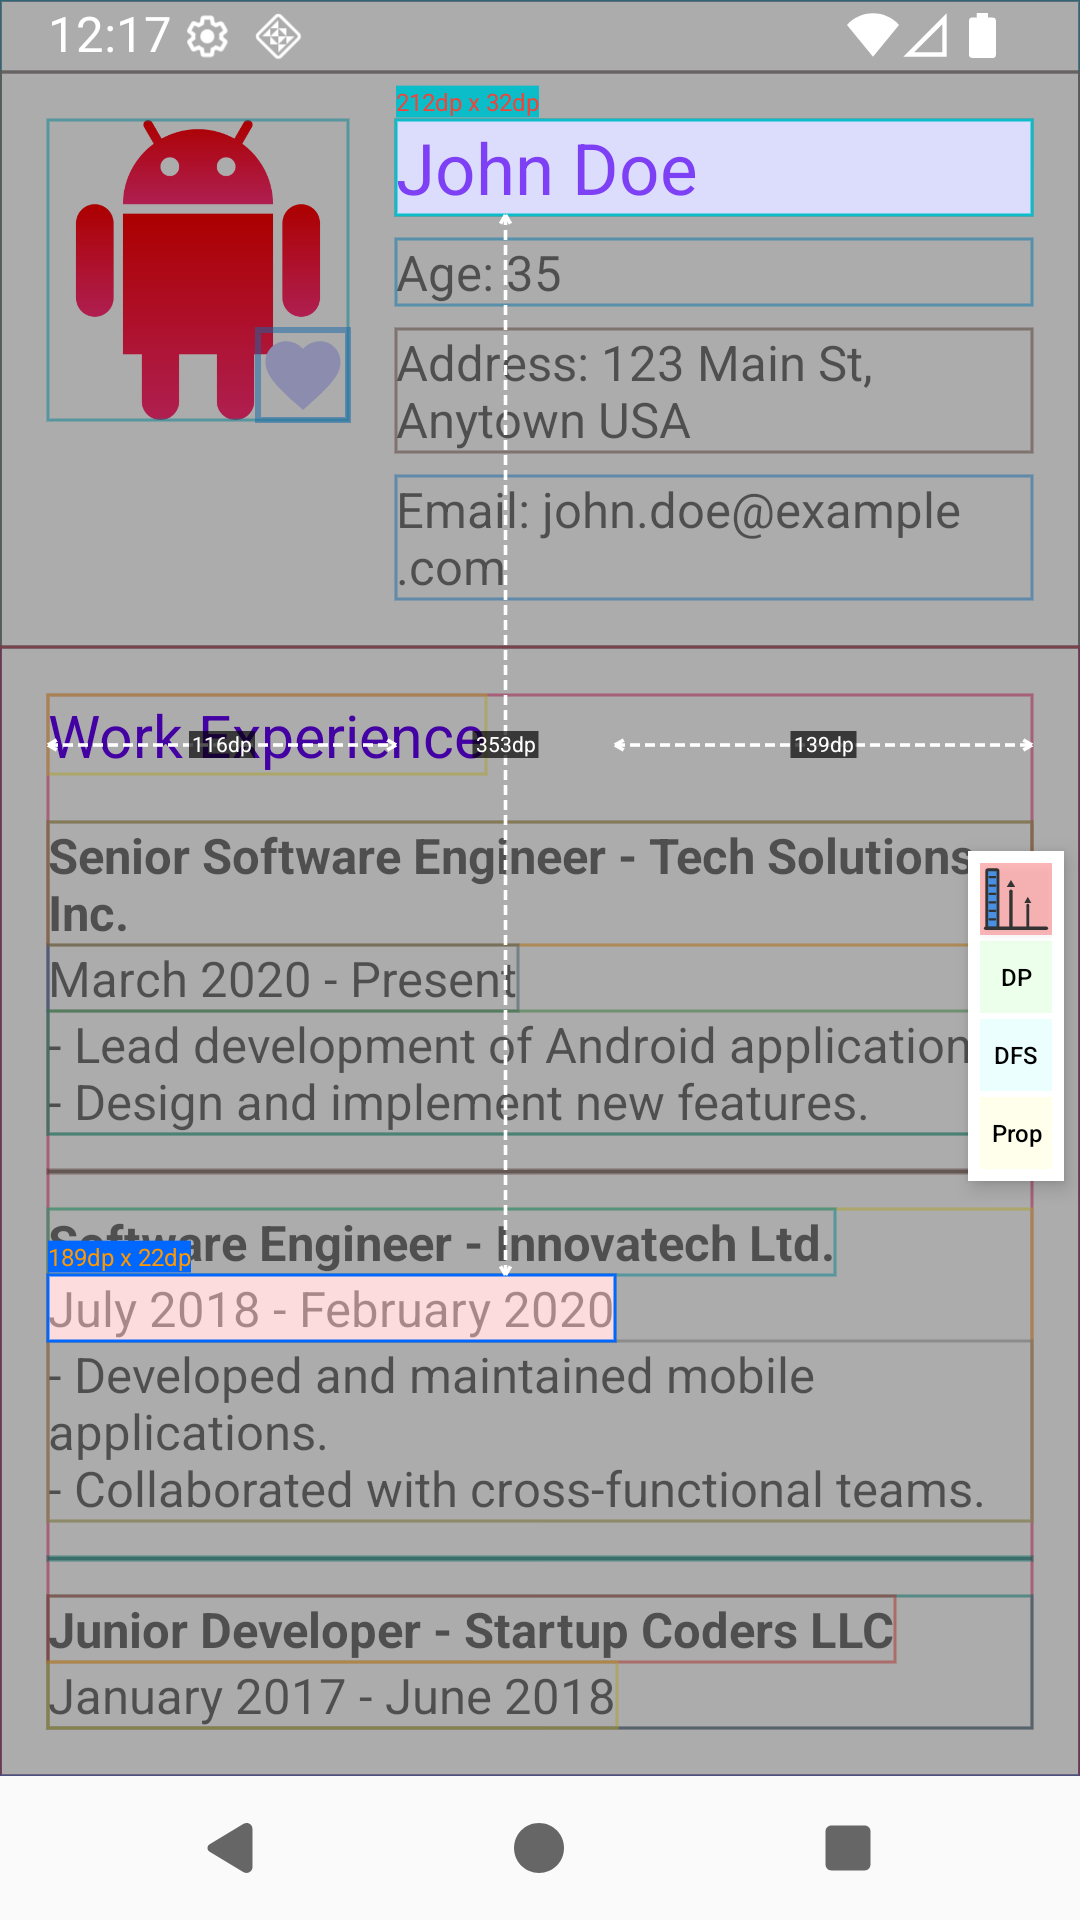 12:17
212dp x 32dp
John Doe
Age: 35
Address: 123 Main St,
Anytown USA
Email: john.doe@example
.com
Work Experience
116dp
353dp
139dp
Senior Software Engineer - Tech Solutions
Inc.
March 2020 - Present
- Lead development of Android application
- Design and implement new features.
DP
DFS
Prop
Software Engineer - Innovatech Ltd.
189dp x 22dp
July 2018 - February 2020
- Developed and maintained mobile
applications.
- Collaborated with cross-functional teams.
Junior Developer - Startup Coders LLC
January 2017 - June 2018